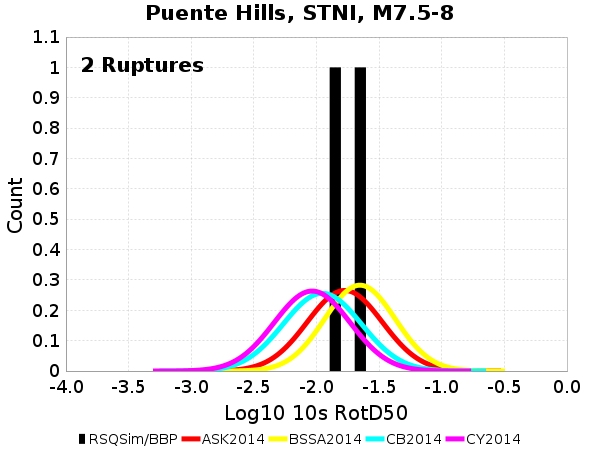 Puente Hills, STNI, M7.5-8
2 Ruptures
Count
1.1
1
0.9
0.8
0.7
0.6
0.5
0.4
0.3
0.2
0.1
0
-4.0 -3.5 -3.0 -2.5 -2.0 -1.5 -1.0 -0.5 0.0
Log10 10s RotD50
RSQSim/BBP ASK2014 BSSA2014 CB2014 CY2014